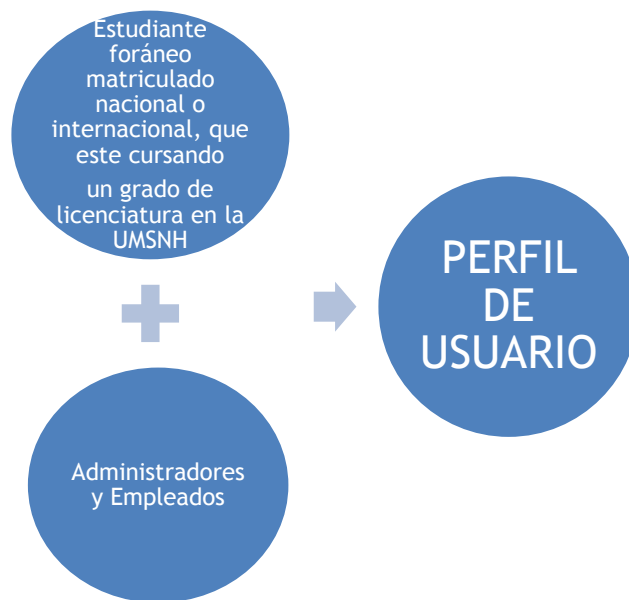 Estudiante
foráneo
matriculado
nacional o
internacional, que
este cursando
un grado de
licenciatura en la
UMSNH
PERFIL
DE
USUARIO
Administradores
y Empleados